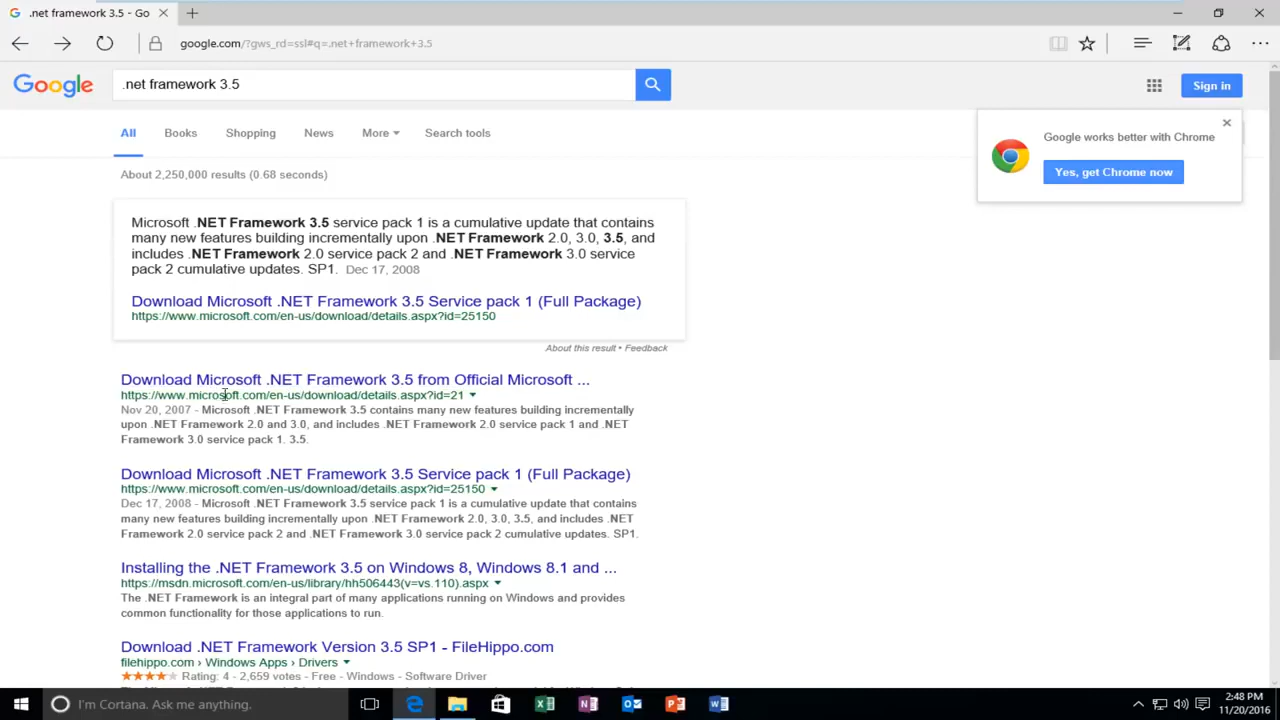 .net framework 3.5 - Go
google.com/?gws_rd=ssl#q=.net+framework+3.5
Google
.net framework 3.5
Sign in
All
Books
Shopping
News
More
Search tools
Google works better with Chrome
Yes, get Chrome now
About 2,250,000 results (0.68 seconds)
Microsoft .NET Framework 3.5 service pack 1 is a cumulative update that contains
many new features building incrementally upon .NET Framework 2.0, 3.0, 3.5, and
includes .NET Framework 2.0 service pack 2 and .NET Framework 3.0 service
pack 2 cumulative updates. SP1. Dec 17, 2008
Download Microsoft .NET Framework 3.5 Service pack 1 (Full Package)
https://www.microsoft.com/en-us/download/details.aspx?id=25150
About this result • Feedback
Download Microsoft .NET Framework 3.5 from Official Microsoft ...
https://www.microsoft.com/en-us/download/details.aspx?id=21
Nov 20, 2007 - Microsoft .NET Framework 3.5 contains many new features building incrementally
upon .NET Framework 2.0 and 3.0, and includes .NET Framework 2.0 service pack 1 and .NET
Framework 3.0 service pack 1. 3.5.
Download Microsoft .NET Framework 3.5 Service pack 1 (Full Package)
https://www.microsoft.com/en-us/download/details.aspx?id=25150
Dec 17, 2008 - Microsoft .NET Framework 3.5 service pack 1 is a cumulative update that contains
many new features building incrementally upon .NET Framework 2.0, 3.0, 3.5, and includes .NET
Framework 2.0 service pack 2 and .NET Framework 3.0 service pack 2 cumulative updates. SP1.
Installing the .NET Framework 3.5 on Windows 8, Windows 8.1 and ...
https://msdn.microsoft.com/en-us/library/hh506443(v=vs.110).aspx
The .NET Framework is an integral part of many applications running on Windows and provides
common functionality for those applications to run.
Download .NET Framework Version 3.5 SP1 - FileHippo.com
filehippo.com › Windows Apps › Drivers
Rating: 4 - 2,659 votes - Free - Windows - Software Driver
I'm Cortana. Ask me anything.
2:48 PM
11/20/2016